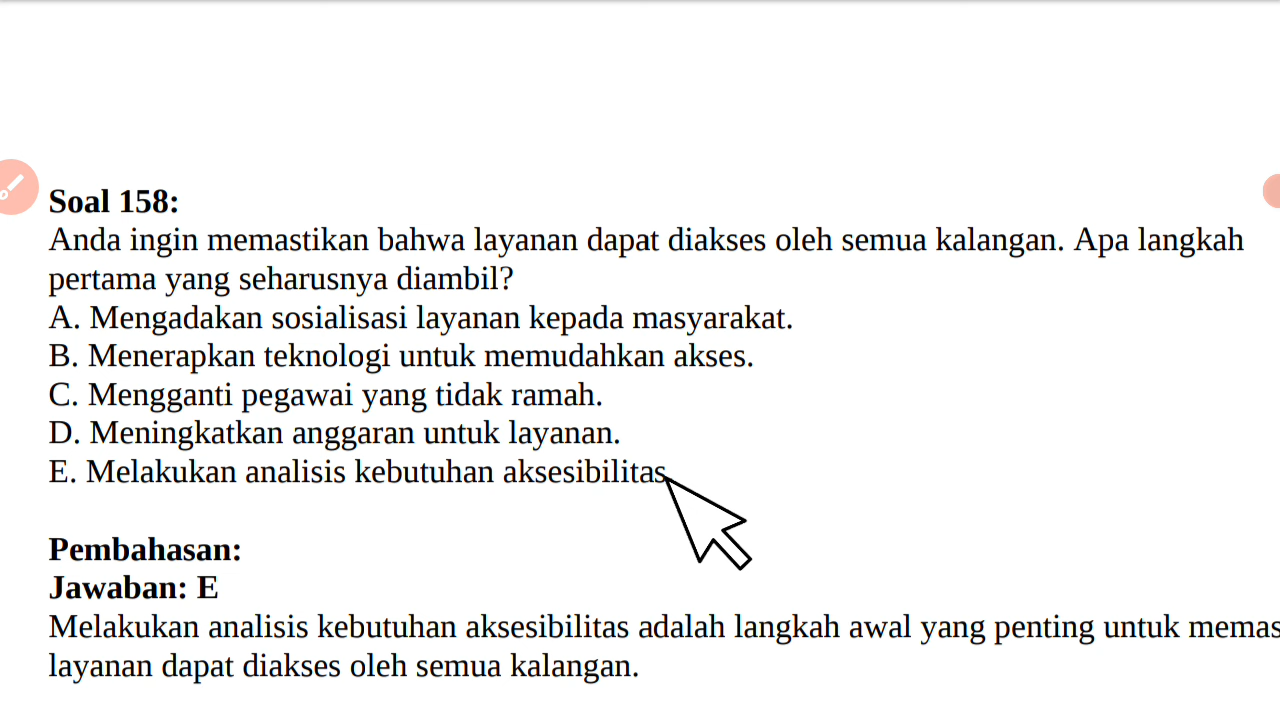 Soal 158:
Anda ingin memastikan bahwa layanan dapat diakses oleh semua kalangan. Apa langkah
pertama yang seharusnya diambil?
A. Mengadakan sosialisasi layanan kepada masyarakat.
B. Menerapkan teknologi untuk memudahkan akses.
C. Mengganti pegawai yang tidak ramah.
D. Meningkatkan anggaran untuk layanan.
E. Melakukan analisis kebutuhan aksesibilitas
Pembahasan:
Jawaban: E
Melakukan analisis kebutuhan aksesibilitas adalah langkah awal yang penting untuk
layanan dapat diakses oleh semua kalangan.